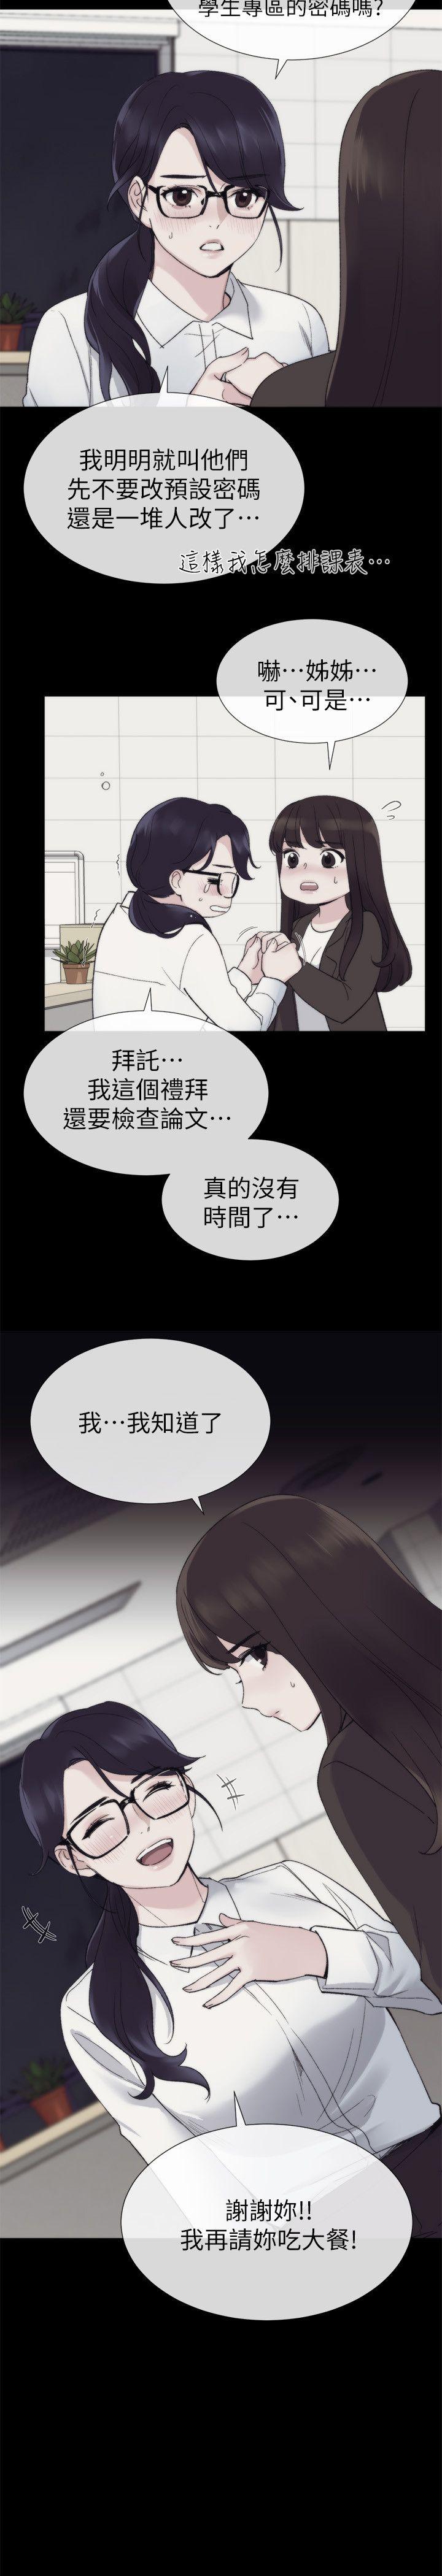 學生專區的密碼嗎?
我明明就叫他們
先不要改預設密碼
還是一堆人改了…
這樣我怎麼排課表…
嚇…姊姊…
可、可是…
拜託…
我這個禮拜
還要檢查論文…
真的沒有
時間了…
我…我知道了
謝謝妳!!
我再請妳吃大餐!